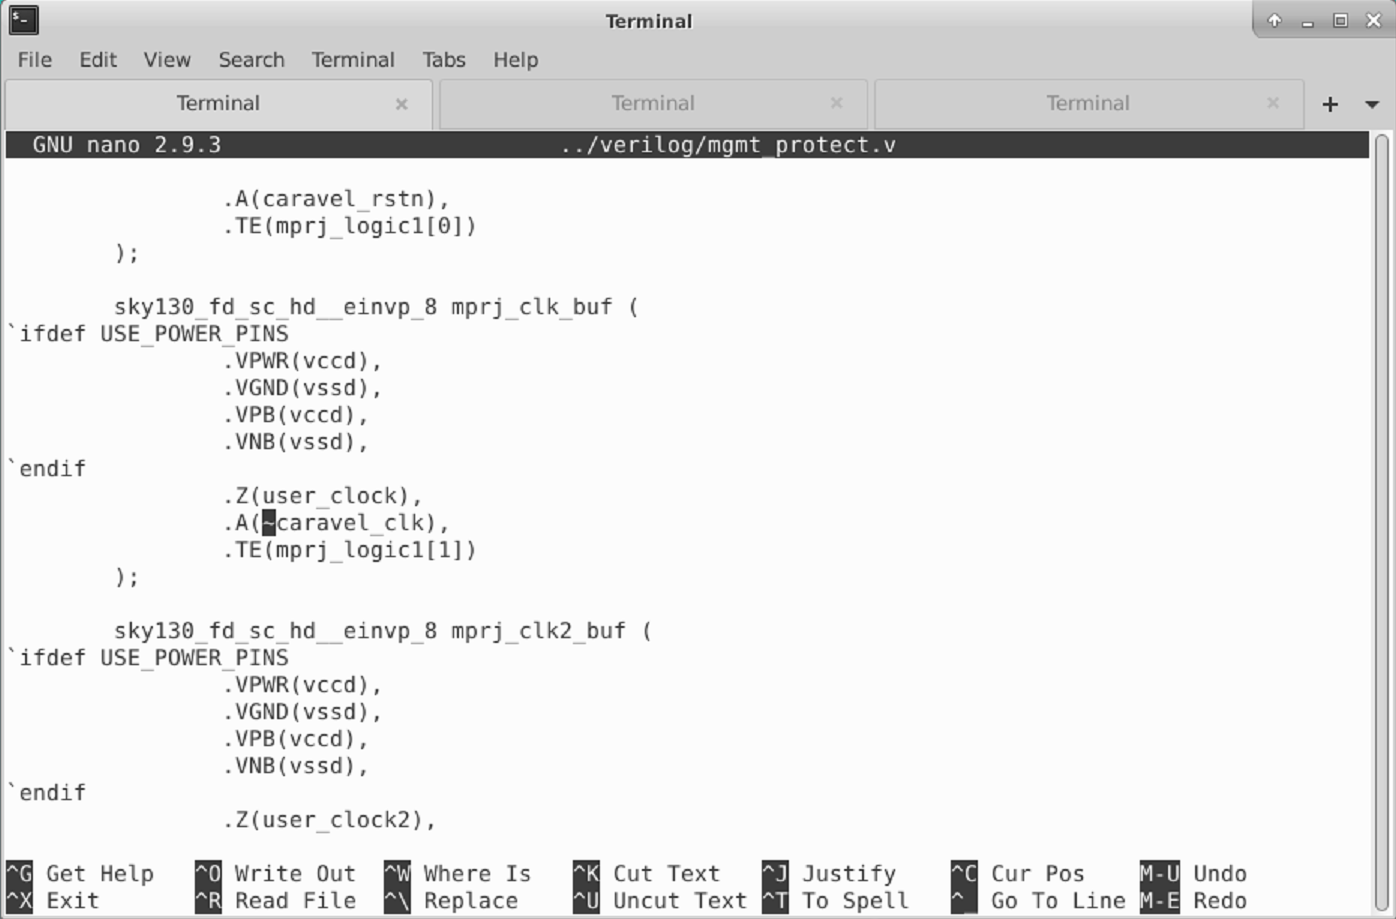 Terminal
File Edit View Search Terminal Tabs Help
Terminal Terminal Terminal
GNU nano 2.9.3 ../verilog/mgmt_protect.v
.A(caravel_rstn),
.TE(mprj_logic1[0])
);
sky130_fd_sc_hd__einvp_8 mprj_clk_buf (
`ifdef USE_POWER_PINS
.VPWR(vccd),
.VGND(vssd),
.VPB(vccd),
.VNB(vssd),
`endif
.Z(user_clock),
.A(~caravel_clk),
.TE(mprj_logic1[1])
);
sky130_fd_sc_hd__einvp_8 mprj_clk2_buf (
`ifdef USE_POWER_PINS
.VPWR(vccd),
.VGND(vssd),
.VPB(vccd),
.VNB(vssd),
`endif
.Z(user_clock2),
^G Get Help ^O Write Out ^W Where Is ^K Cut Text ^J Justify ^C Cur Pos M-U Undo
^X Exit ^R Read File ^\ Replace ^U Uncut Text ^T To Spell ^_ Go To Line M-E Redo